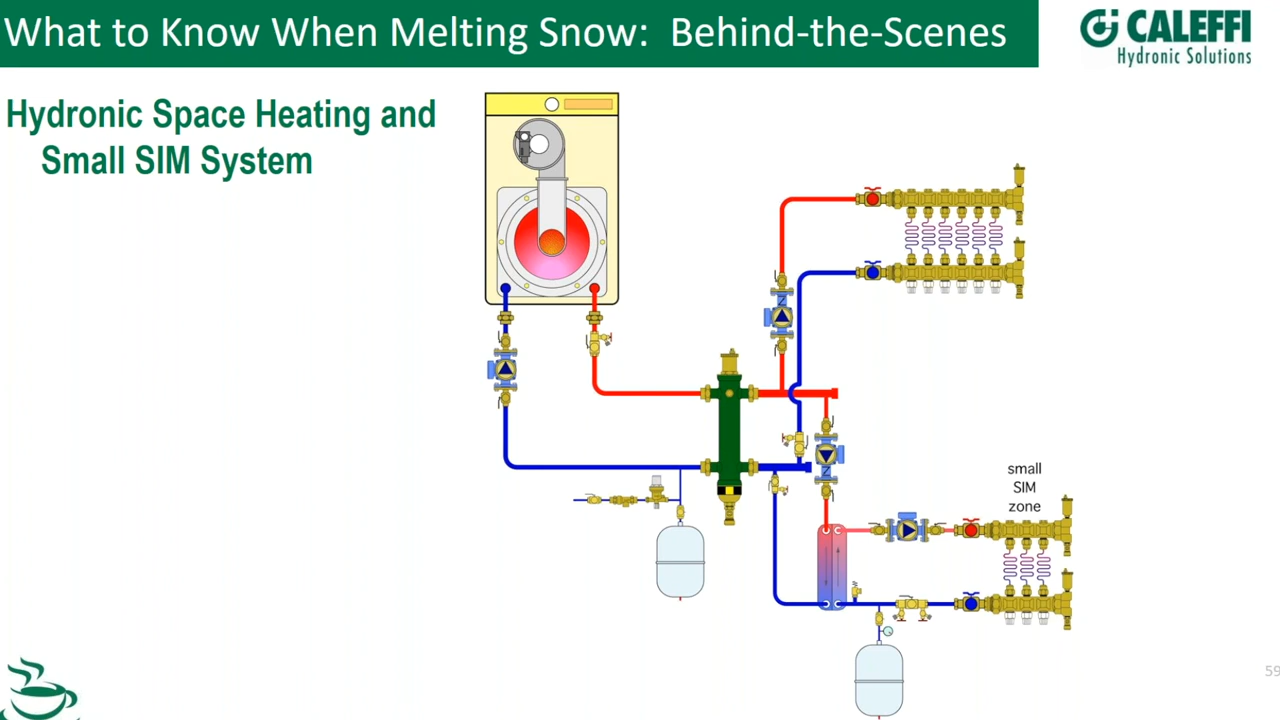 What to Know When Melting Snow: Behind-the-Scenes
CALEFFI
Hydronic Solutions
Hydronic Space Heating and
Small SIM System
small
SIM
zone
59